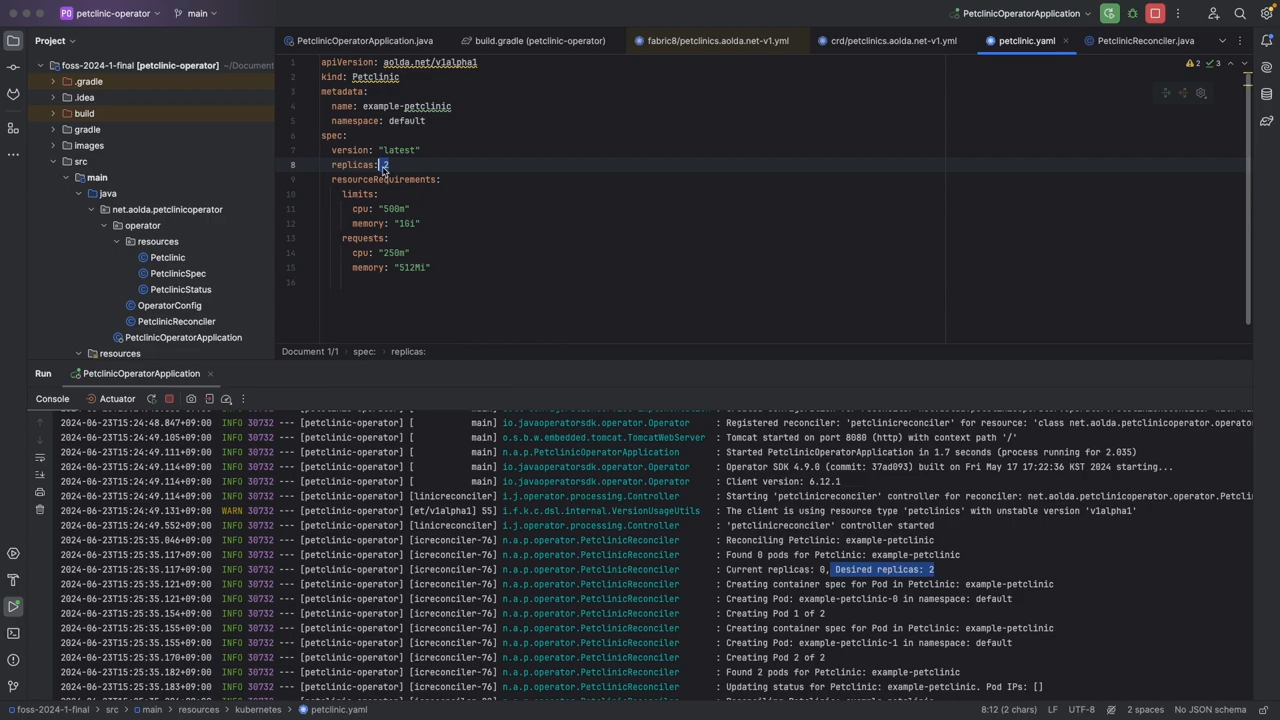 PO petclinic-operator main PetclinicOperatorApplication
Project
PetclinicOperatorApplication.java build.gradle (petclinic-operator) fabric8/petclinics.aolda.net-v1.yml crd/petclinics.aolda.net-v1.yml petclinic.yaml PetclinicReconciler.java
foss-2024-1-final [petclinic-operator] ~/Document
.gradle
.idea
build
gradle
images
src
main
java
net.aolda.petclinicoperator
operator
resources
Petclinic
PetclinicSpec
PetclinicStatus
OperatorConfig
PetclinicReconciler
PetclinicOperatorApplication
resources
1 apiVersion: aolda.net/v1alpha1
2 kind: Petclinic
3 metadata:
4 name: example-petclinic
5 namespace: default
6 spec:
7 version: "latest"
8 replicas: 2
9 resourceRequirements:
10 limits:
11 cpu: "500m"
12 memory: "1Gi"
13 requests:
14 cpu: "250m"
15 memory: "512Mi"
16
2 3
Document 1/1 spec: replicas:
Run PetclinicOperatorApplication
Console Actuator
2024-06-23T15:24:48.847+09:00 INFO 30732 --- [petclinic-operator] [ main] io.javaoperatorsdk.operator.Operator : Registered reconciler: 'petclinicreconciler' for resource: 'class net.aolda.petclinicoperator.operator.resourc
2024-06-23T15:24:49.105+09:00 INFO 30732 --- [petclinic-operator] [ main] o.s.b.w.embedded.tomcat.TomcatWebServer : Tomcat started on port 8080 (http) with context path '/'
2024-06-23T15:24:49.111+09:00 INFO 30732 --- [petclinic-operator] [ main] n.a.p.PetclinicOperatorApplication : Started PetclinicOperatorApplication in 1.7 seconds (process running for 2.035)
2024-06-23T15:24:49.111+09:00 INFO 30732 --- [petclinic-operator] [ main] io.javaoperatorsdk.operator.Operator : Operator SDK 4.9.0 (commit: 37ad093) built on Fri May 17 17:22:36 KST 2024 starting...
2024-06-23T15:24:49.114+09:00 INFO 30732 --- [petclinic-operator] [ main] io.javaoperatorsdk.operator.Operator : Client version: 6.12.1
2024-06-23T15:24:49.114+09:00 INFO 30732 --- [petclinic-operator] [linicreconciler] i.j.operator.processing.Controller : Starting 'petclinicreconciler' controller for reconciler: net.aolda.petclinicoperator.operator.Petclini
2024-06-23T15:24:49.131+09:00 WARN 30732 --- [petclinic-operator] [et/v1alpha1] 55] i.f.k.c.dsl.internal.VersionUsageUtils : The client is using resource type 'petclinics' with unstable version 'v1alpha1'
2024-06-23T15:24:49.552+09:00 INFO 30732 --- [petclinic-operator] [linicreconciler] i.j.operator.processing.Controller : 'petclinicreconciler' controller started
2024-06-23T15:25:35.046+09:00 INFO 30732 --- [petclinic-operator] [icreconciler-76] n.a.p.operator.PetclinicReconciler : Reconciling Petclinic: example-petclinic
2024-06-23T15:25:35.117+09:00 INFO 30732 --- [petclinic-operator] [icreconciler-76] n.a.p.operator.PetclinicReconciler : Found 0 pods for Petclinic: example-petclinic
2024-06-23T15:25:35.117+09:00 INFO 30732 --- [petclinic-operator] [icreconciler-76] n.a.p.operator.PetclinicReconciler : Current replicas: 0, Desired replicas: 2
2024-06-23T15:25:35.121+09:00 INFO 30732 --- [petclinic-operator] [icreconciler-76] n.a.p.operator.PetclinicReconciler : Creating container spec for Pod in Petclinic: example-petclinic
2024-06-23T15:25:35.121+09:00 INFO 30732 --- [petclinic-operator] [icreconciler-76] n.a.p.operator.PetclinicReconciler : Creating Pod: example-petclinic-0 in namespace: default
2024-06-23T15:25:35.154+09:00 INFO 30732 --- [petclinic-operator] [icreconciler-76] n.a.p.operator.PetclinicReconciler : Creating Pod 1 of 2
2024-06-23T15:25:35.155+09:00 INFO 30732 --- [petclinic-operator] [icreconciler-76] n.a.p.operator.PetclinicReconciler : Creating container spec for Pod in Petclinic: example-petclinic
2024-06-23T15:25:35.155+09:00 INFO 30732 --- [petclinic-operator] [icreconciler-76] n.a.p.operator.PetclinicReconciler : Creating Pod: example-petclinic-1 in namespace: default
2024-06-23T15:25:35.170+09:00 INFO 30732 --- [petclinic-operator] [icreconciler-76] n.a.p.operator.PetclinicReconciler : Creating Pod 2 of 2
2024-06-23T15:25:35.182+09:00 INFO 30732 --- [petclinic-operator] [icreconciler-76] n.a.p.operator.PetclinicReconciler : Found 2 pods for Petclinic: example-petclinic
2024-06-23T15:25:35.183+09:00 INFO 30732 --- [petclinic-operator] [icreconciler-76] n.a.p.operator.PetclinicReconciler : Updating status for Petclinic: example-petclinic. Pod IPs: []
foss-2024-1-final > src > main > resources > kubernetes > petclinic.yaml 8:12 (2 chars) LF UTF-8 2 spaces No JSON schema